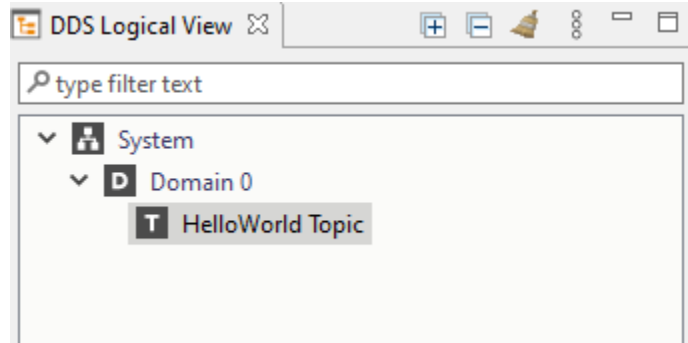 DDS Logical View
type filter text
System
D Domain 0
T HelloWorld Topic